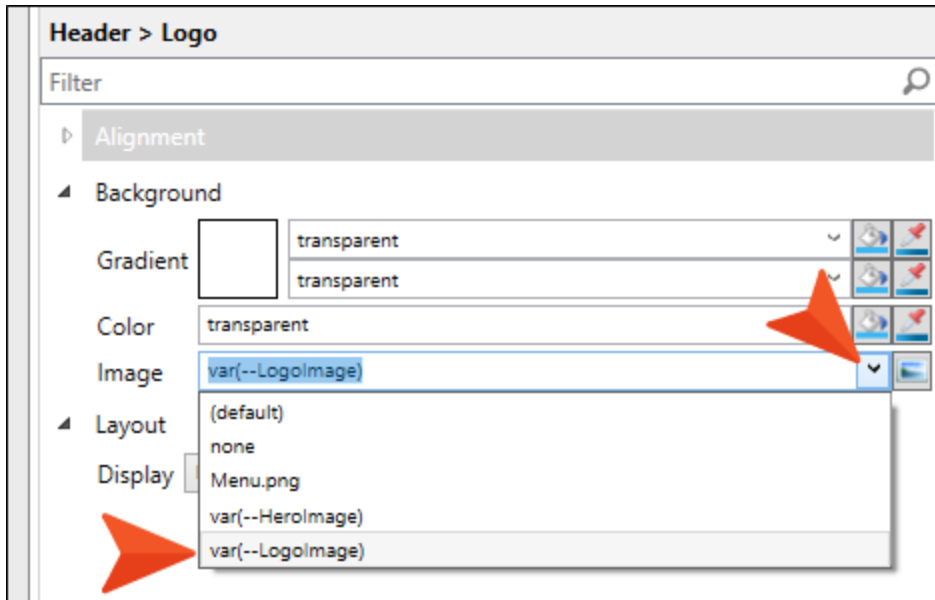 Header > Logo
Filter
Alignment
Background
Gradient
transparent
transparent
Color
transparent
Image
var(--LogoImage)
(default)
none
Menu.png
var(--HeroImage)
var(--LogoImage)
Layout
Display